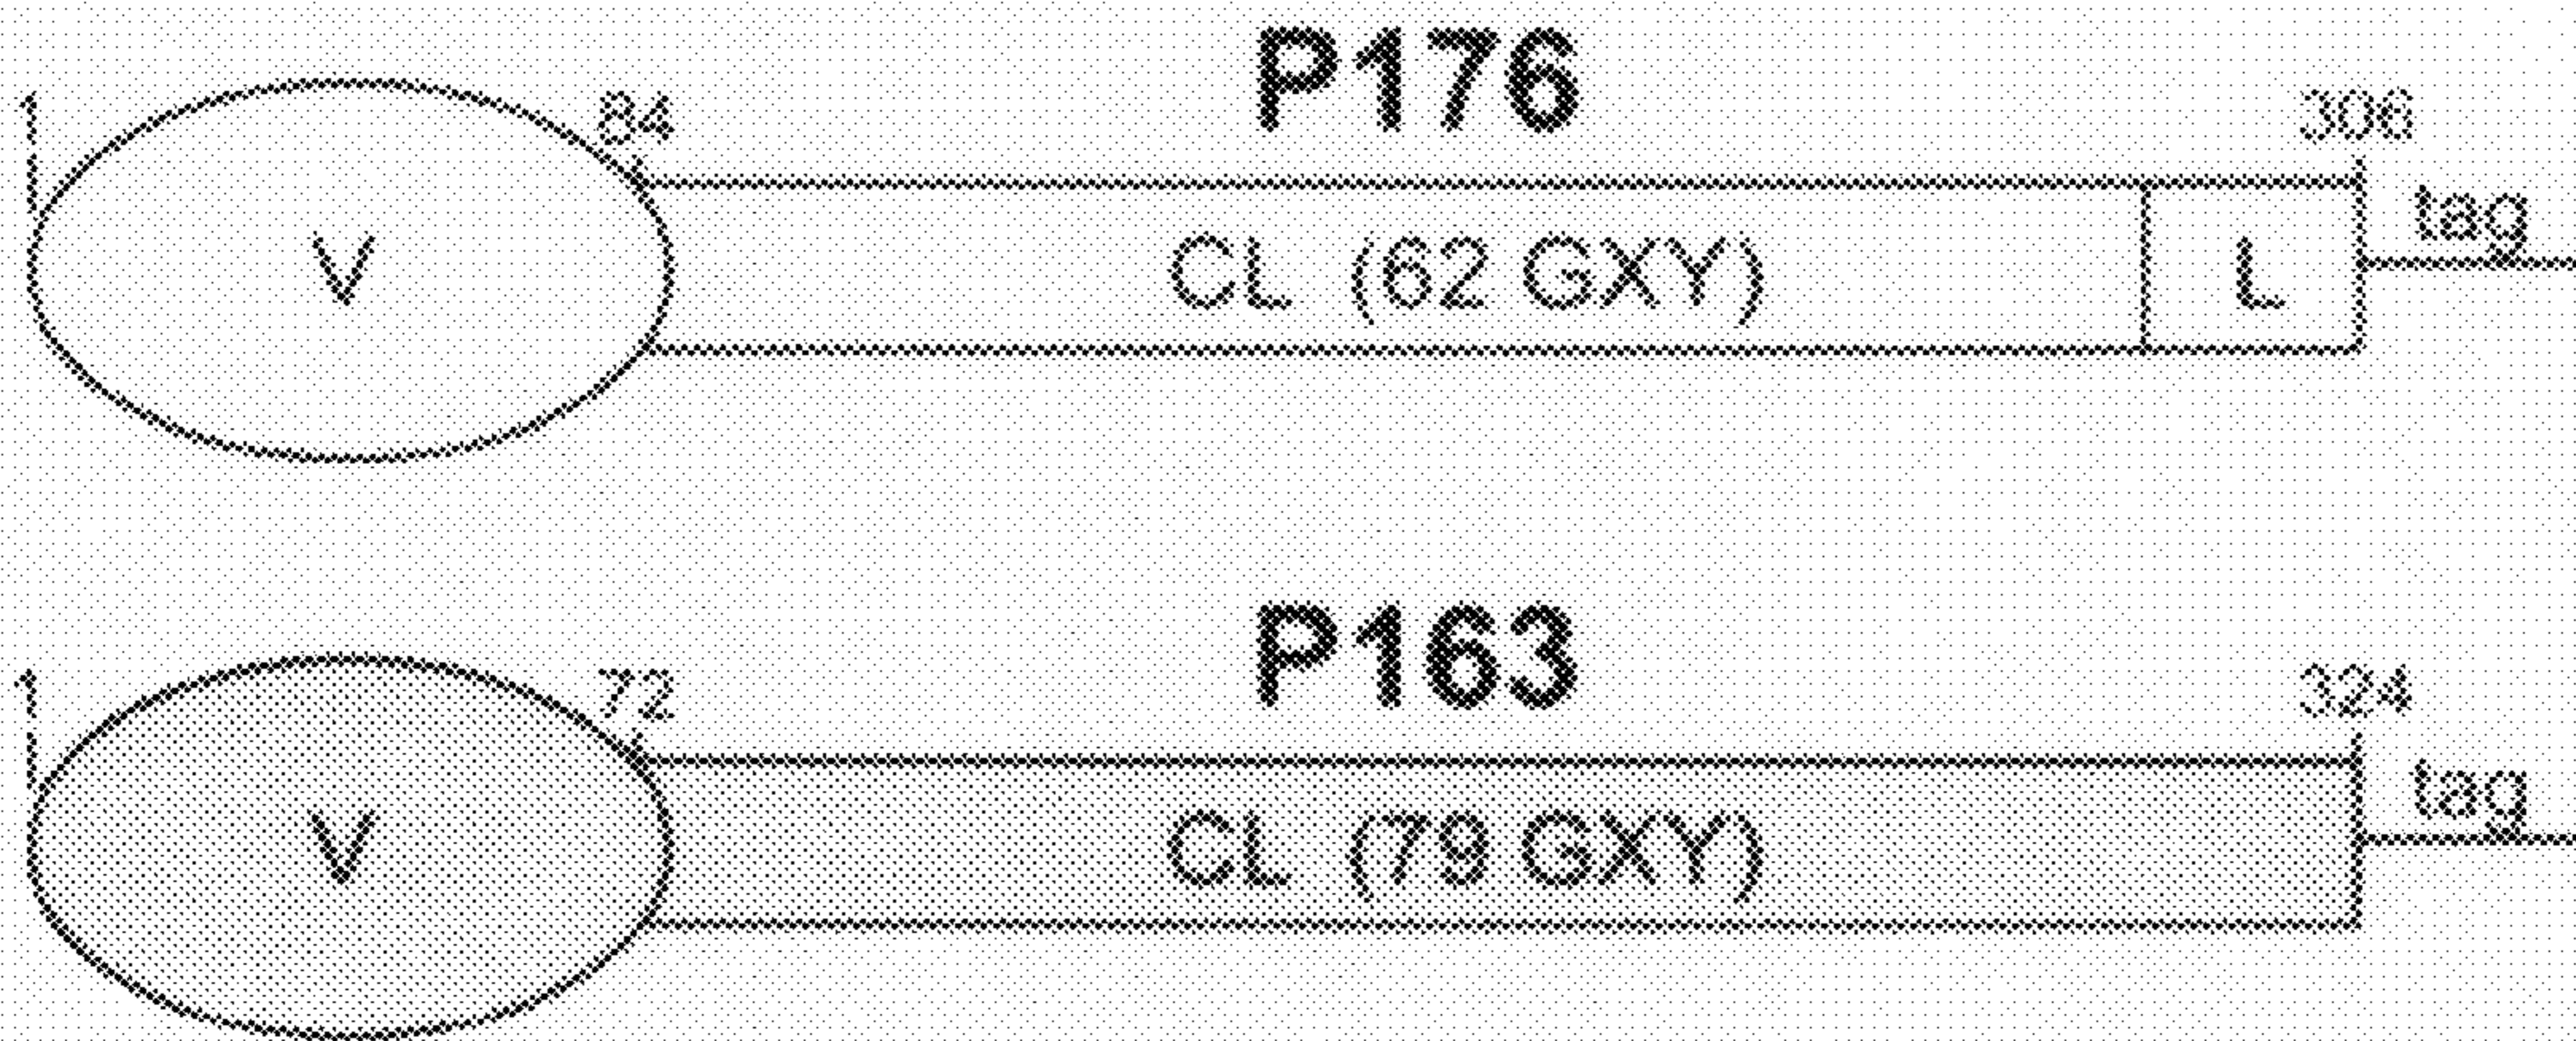 P176
1 84 306
tag
V CL (62 GXY) L
P163
1 72 324
tag
V CL (79 GXY)